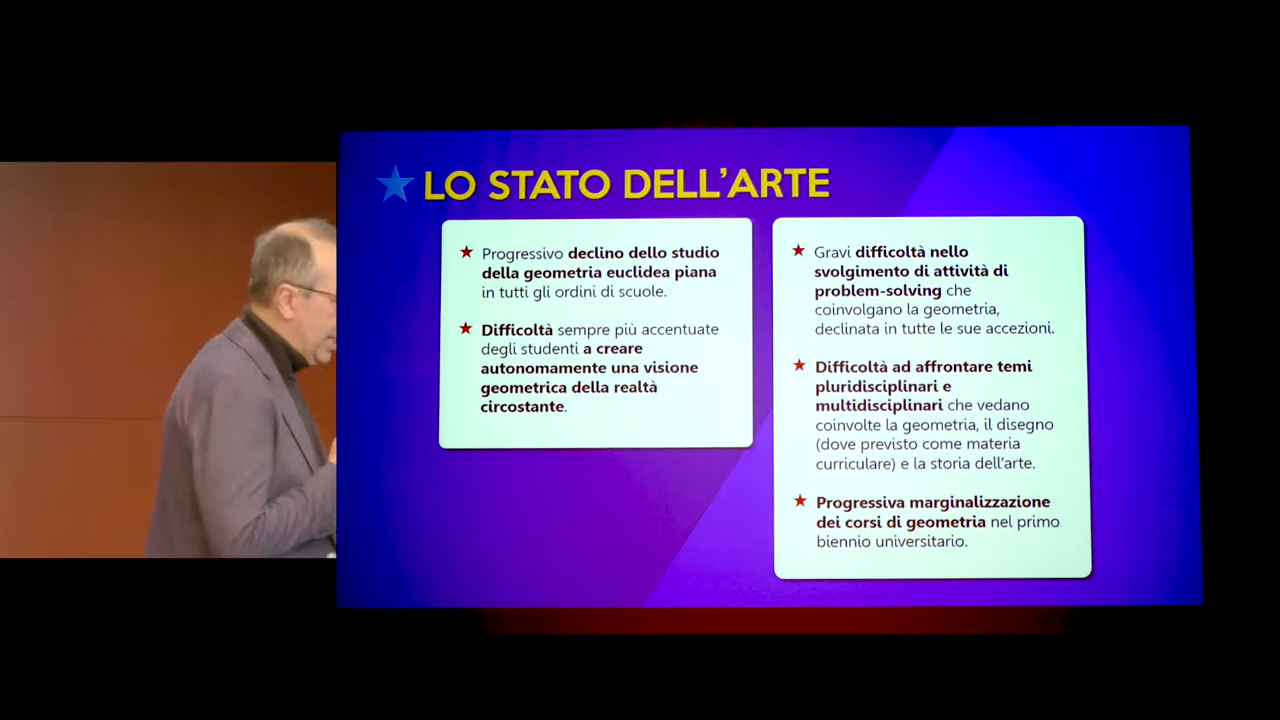 LO STATO DELL'ARTE
Progressivo declino dello studio
della geometria euclidea piana
in tutti gli ordini di scuole.
Difficoltà sempre più accentuate
degli studenti a creare
autonomamente una visione
geometrica della realtà
circostante.
Gravi difficoltà nello
svolgimento di attività di
problem-solving che
coinvolgano la geometria,
declinata in tutte le sue accezioni.
Difficoltà ad affrontare temi
pluridisciplinari e
multidisciplinari che vedano
coinvolte la geometria, il disegno
(dove previsto come materia
curriculare) e la storia dell'arte.
Progressiva marginalizzazione
dei corsi di geometria nel primo
biennio universitario.